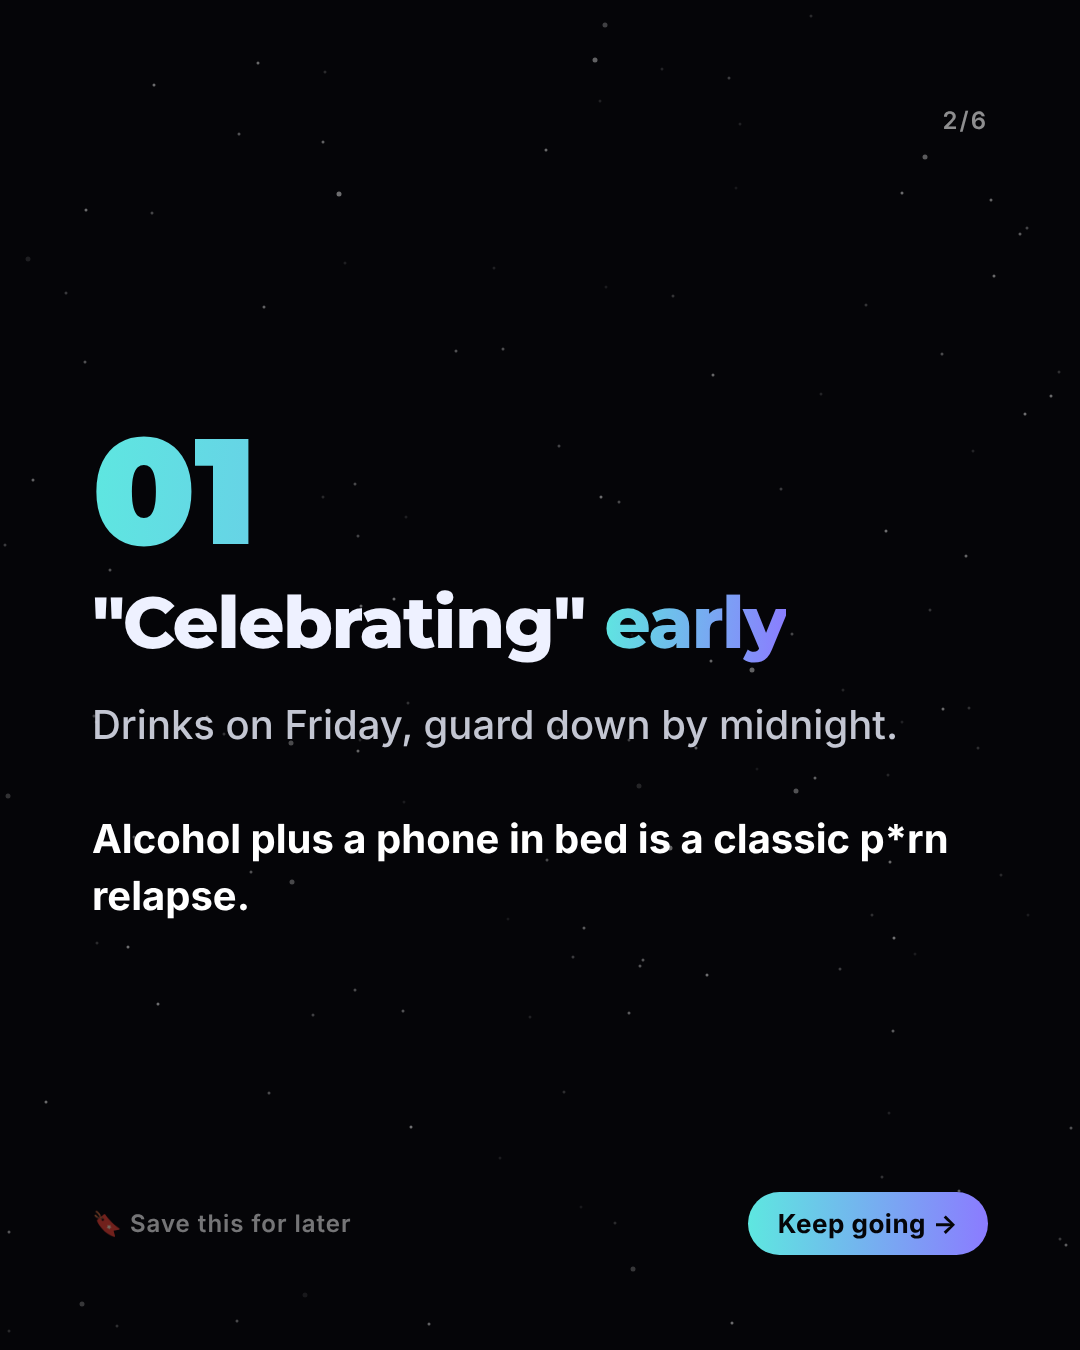 2/6
01
"Celebrating" early
Drinks on Friday, guard down by midnight.
Alcohol plus a phone in bed is a classic p*rn
relapse.
🔖 Save this for later
Keep going →